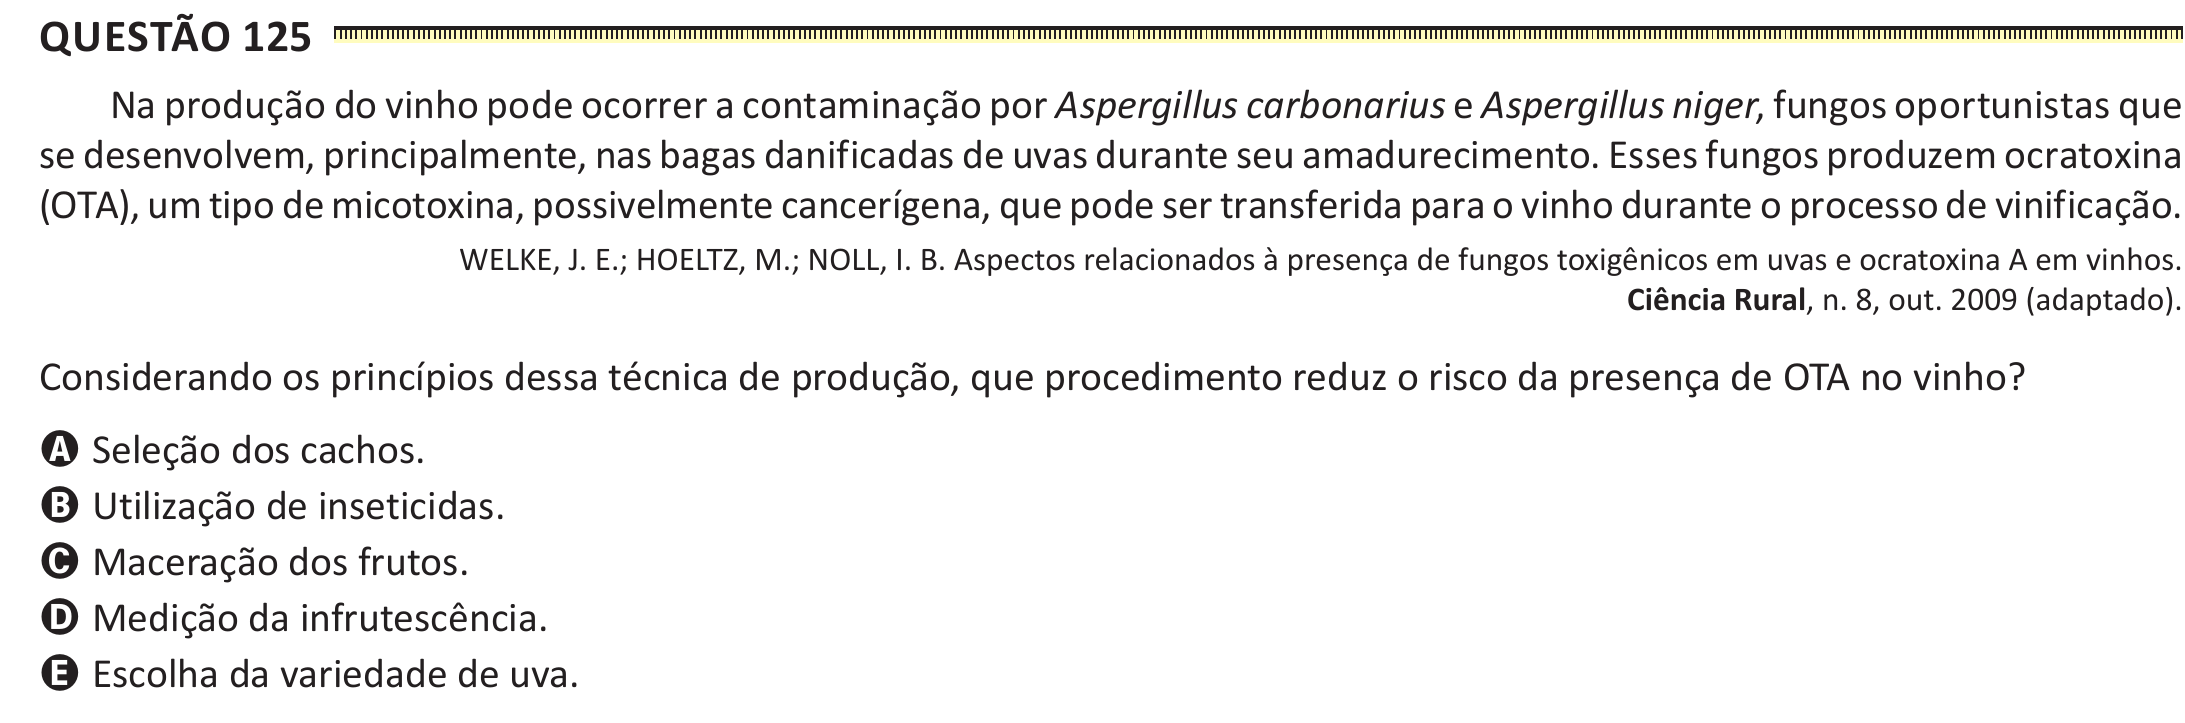 QUESTÃO 125
Na produção do vinho pode ocorrer a contaminação por Aspergillus carbonarius e Aspergillus niger, fungos oportunistas que
se desenvolvem, principalmente, nas bagas danificadas de uvas durante seu amadurecimento. Esses fungos produzem ocratoxina
(OTA), um tipo de micotoxina, possivelmente cancerígena, que pode ser transferida para o vinho durante o processo de vinificação.
WELKE, J. E.; HOELTZ, M.; NOLL, I. B. Aspectos relacionados à presença de fungos toxigênicos em uvas e ocratoxina A em vinhos.
Ciência Rural, n. 8, out. 2009 (adaptado).
Considerando os princípios dessa técnica de produção, que procedimento reduz o risco da presença de OTA no vinho?
A Seleção dos cachos.
B Utilização de inseticidas.
C Maceração dos frutos.
D Medição da infrutescência.
E Escolha da variedade de uva.